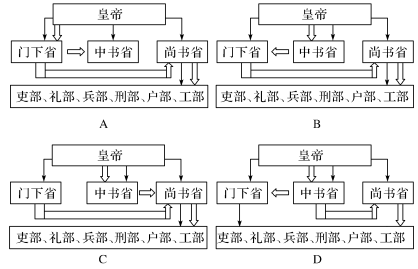 皇帝 皇帝
门下省 中书省 尚书省 门下省 中书省 尚书省
吏部、礼部、兵部、刑部、户部、工部 吏部、礼部、兵部、刑部、户部、工部
A B
皇帝 皇帝
门下省 中书省 尚书省 门下省 中书省 尚书省
吏部、礼部、兵部、刑部、户部、工部 吏部、礼部、兵部、刑部、户部、工部
C D